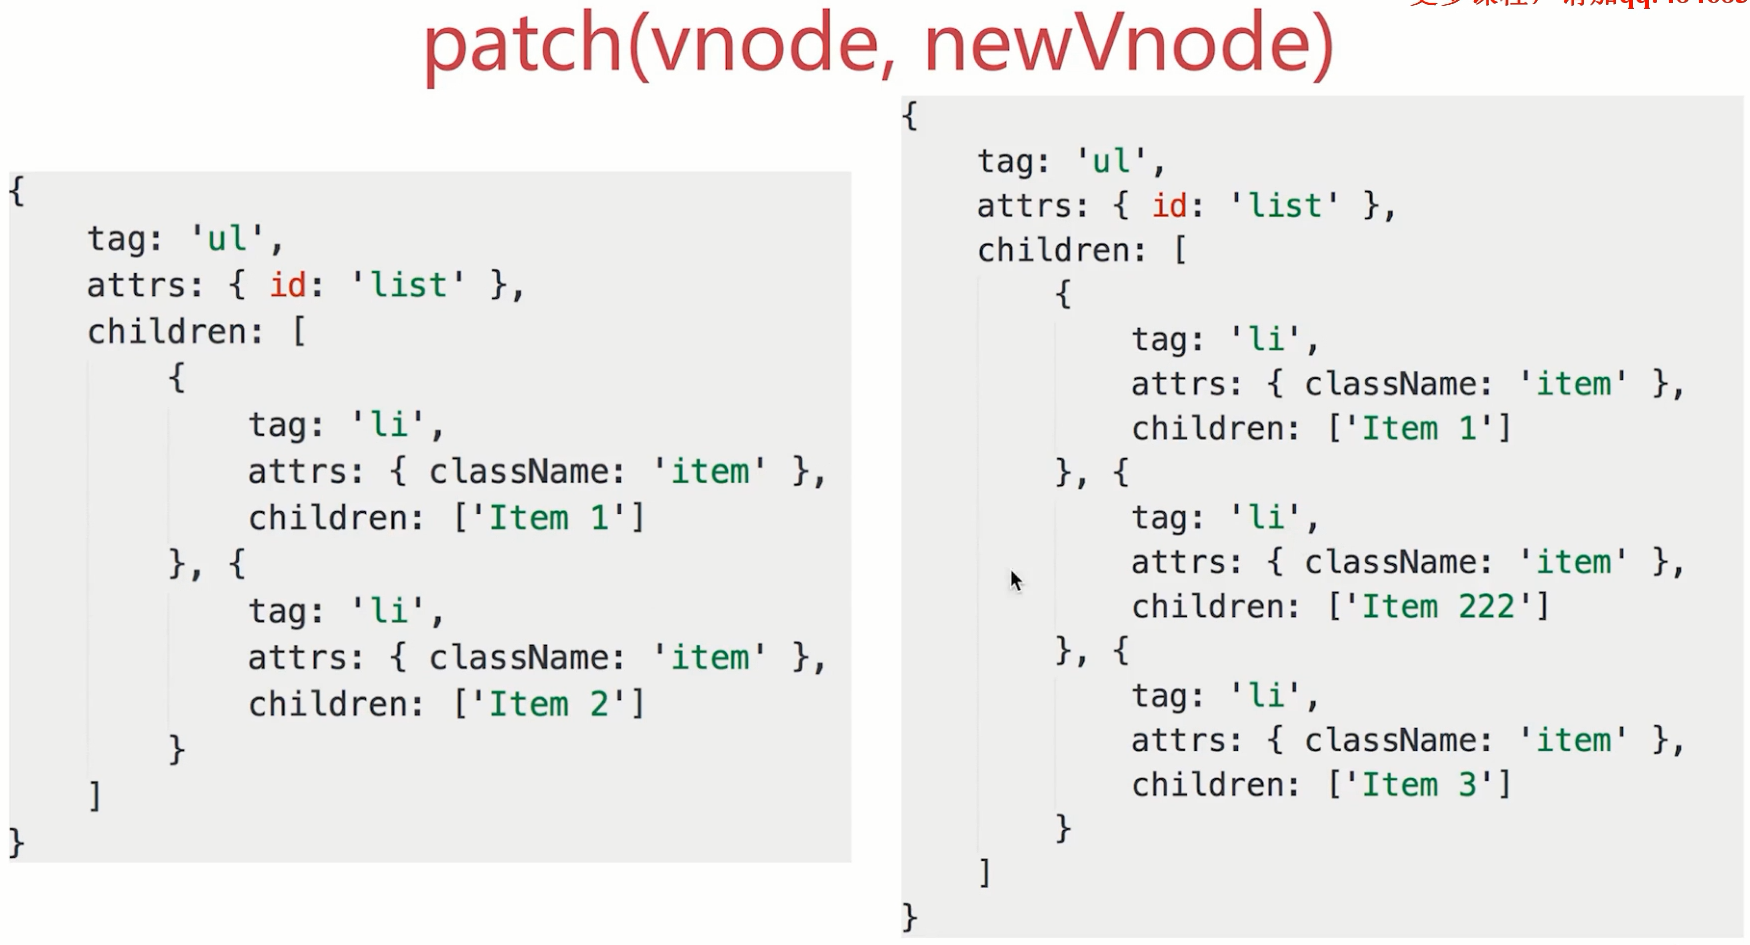 patch(vnode, newVnode)
{
tag: 'ul',
attrs: { id: 'list' },
children: [
{
tag: 'li',
attrs: { className: 'item' },
children: ['Item 1']
}, {
tag: 'li',
attrs: { className: 'item' },
children: ['Item 2']
}
]
}
{
tag: 'ul',
attrs: { id: 'list' },
children: [
{
tag: 'li',
attrs: { className: 'item' },
children: ['Item 1']
}, {
tag: 'li',
attrs: { className: 'item' },
children: ['Item 222']
}, {
tag: 'li',
attrs: { className: 'item' },
children: ['Item 3']
}
]
}